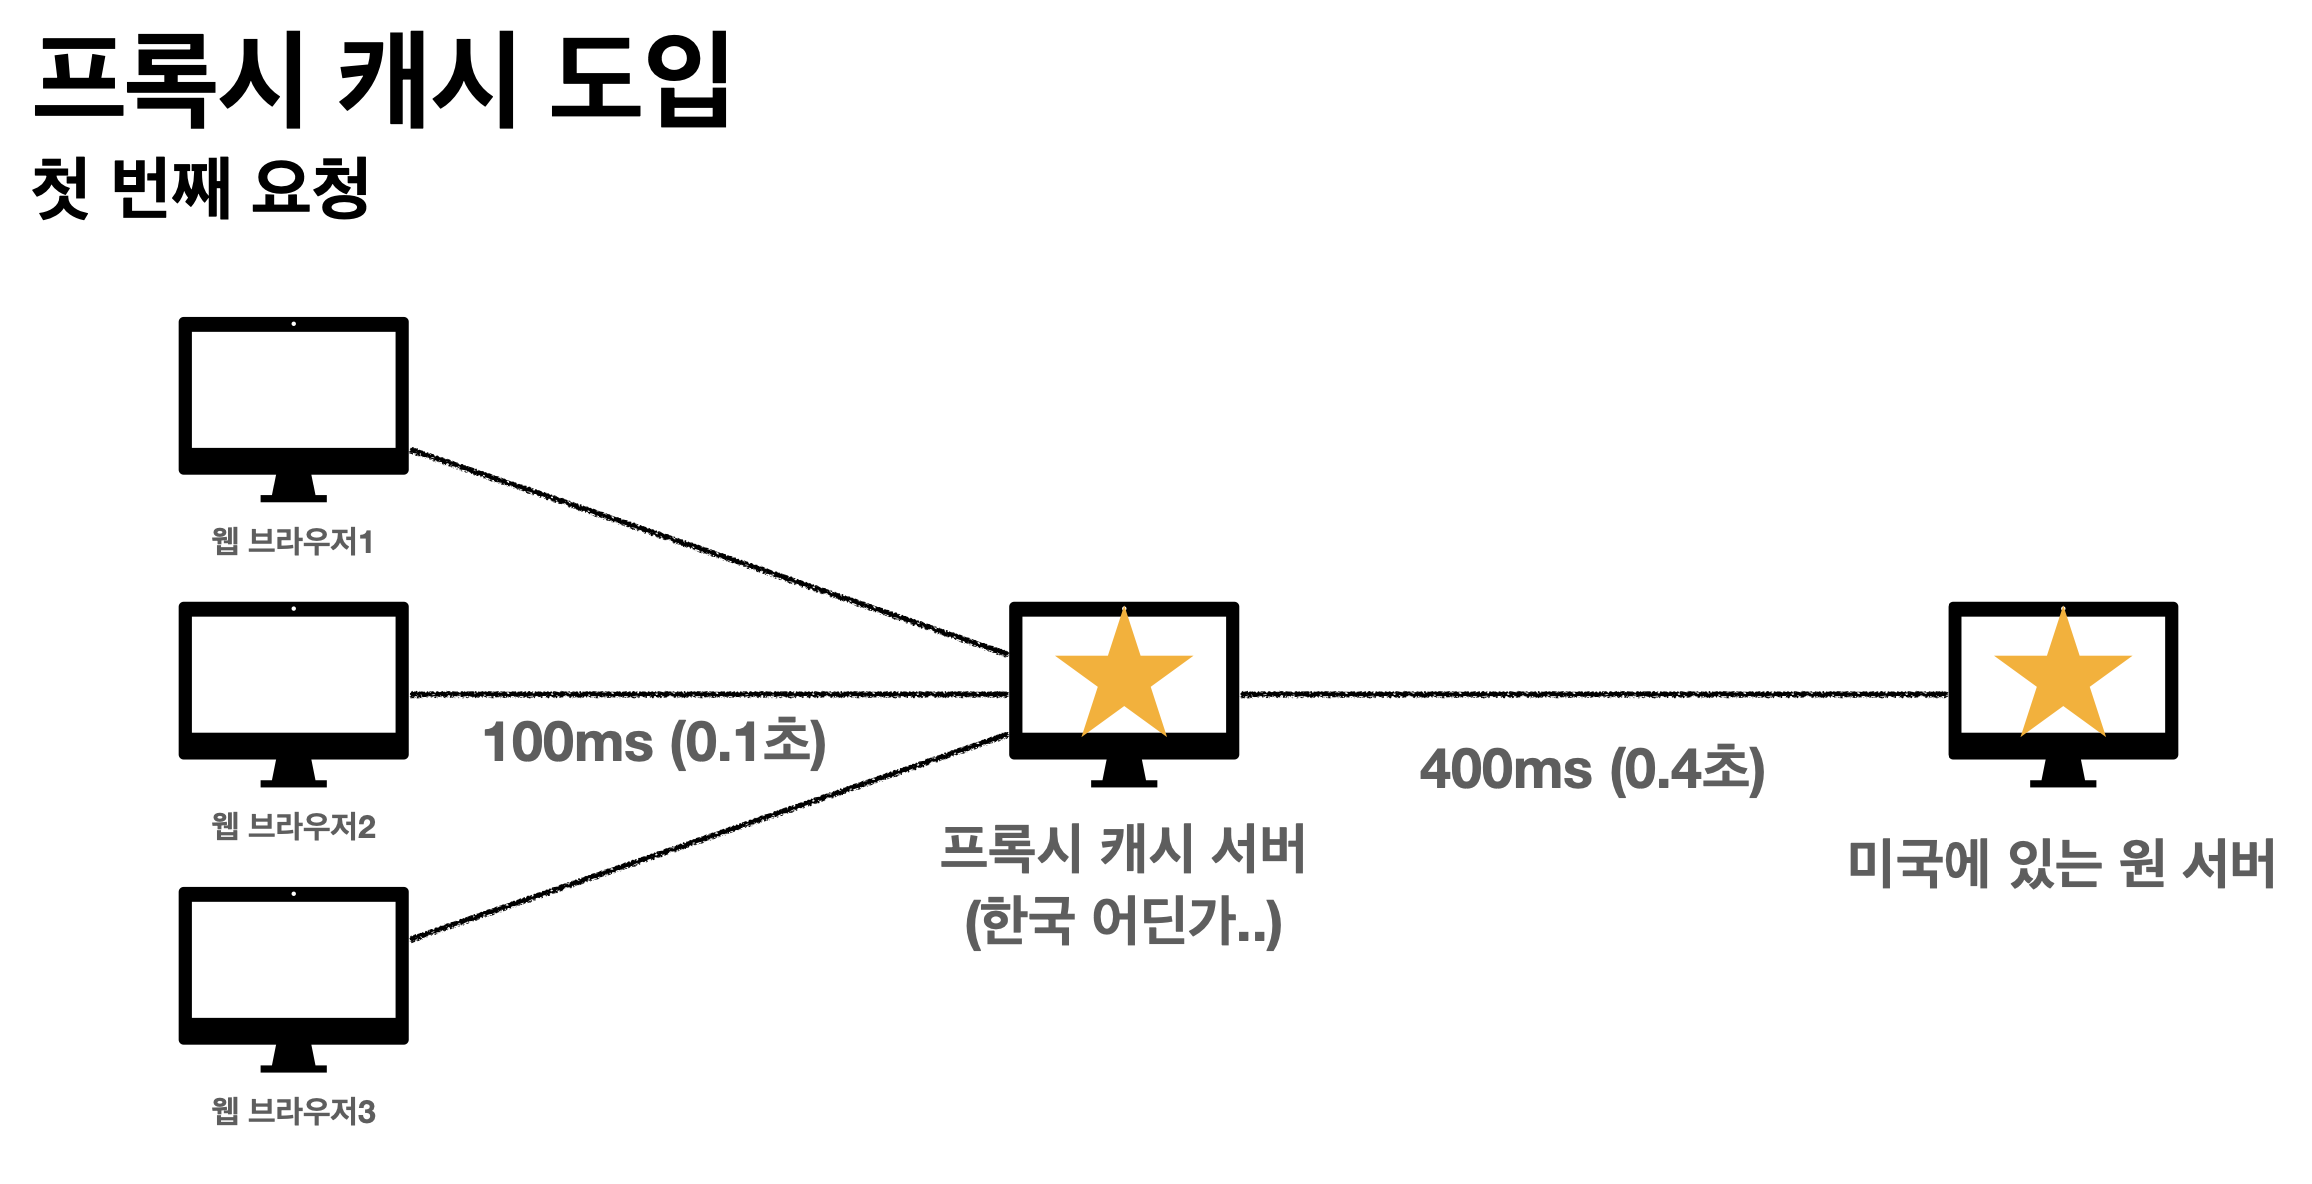 프록시 캐시 도입
첫 번째 요청
웹 브라우저1
웹 브라우저2
100ms (0.1초)
400ms (0.4초)
프록시 캐시 서버
(한국 어딘가..)
미국에 있는 원 서버
웹 브라우저3